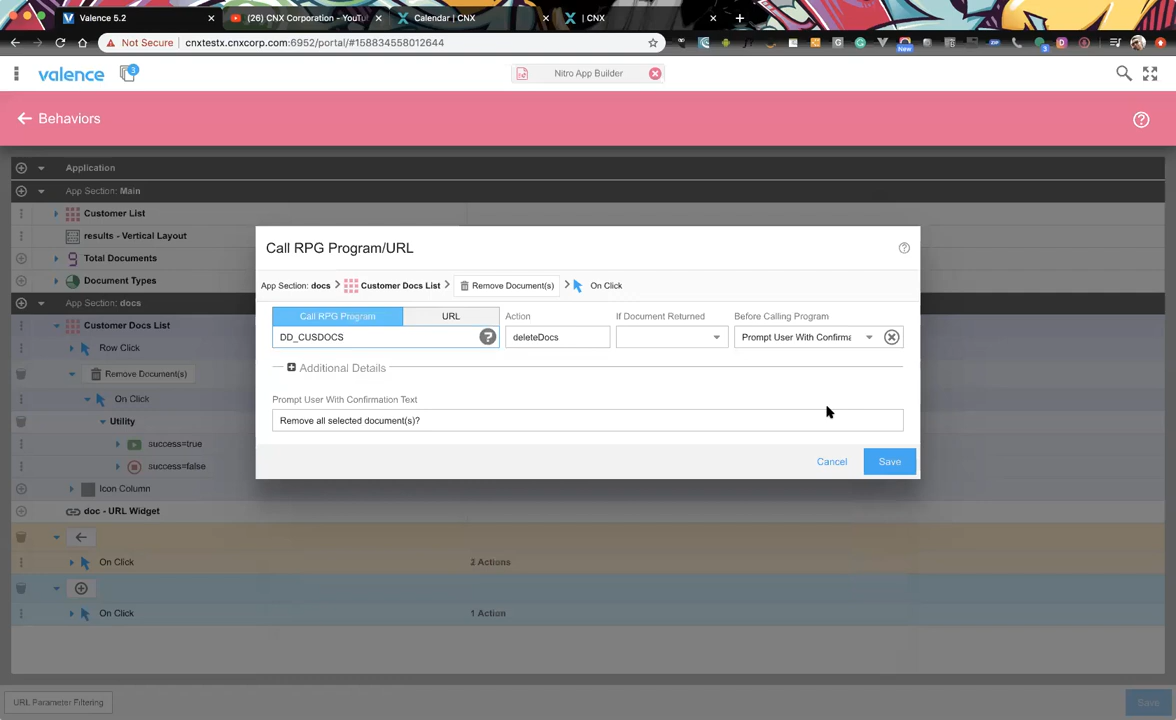 Valence 5.2
(26) CNX Corporation - YouTu
Calendar | CNX
| CNX
Not Secure
cnxtestx.cnxcorp.com:6952/portal/#158834558012644
New
3
valence
3
Nitro App Builder
Behaviors
Application
App Section: Main
Customer List
results - Vertical Layout
Total Documents
Document Types
App Section: docs
Customer Docs List
Row Click
Remove Document(s)
On Click
Utility
success=true
success=false
Icon Column
doc - URL Widget
On Click
2 Actions
On Click
1 Action
Call RPG Program/URL
App Section: docs
Customer Docs List
Remove Document(s)
On Click
Call RPG Program
URL
Action
If Document Returned
Before Calling Program
DD_CUSDOCS
deleteDocs
Prompt User With Confirma
Additional Details
Prompt User With Confirmation Text
Remove all selected document(s)?
Cancel
Save
URL Parameter Filtering
Save